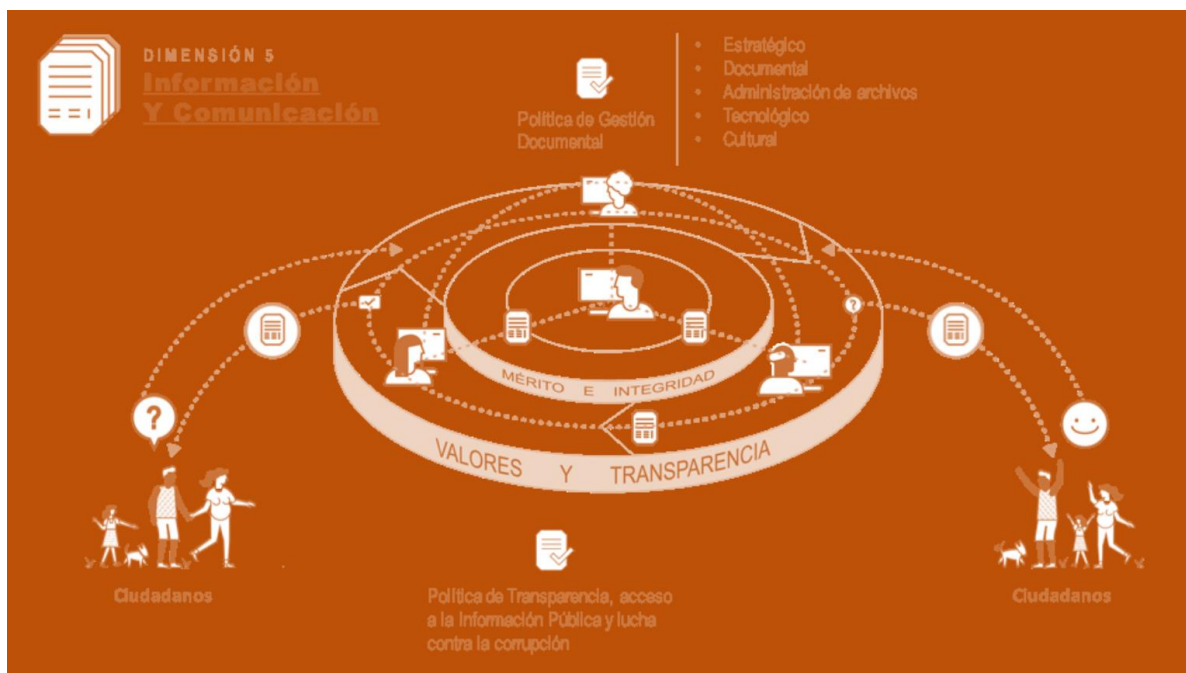 DIMENSIÓN 5
Información
Y Comunicación
Política de Gestión
Documental
• Estratégico
• Documental
• Administración de archivos
• Tecnológico
• Cultural
?
?
MÉRITO E INTEGRIDAD
VALORES Y TRANSPARENCIA
Ciudadanos
Política de Transparencia, acceso
a la Información Pública y lucha
contra la corrupción
Ciudadanos